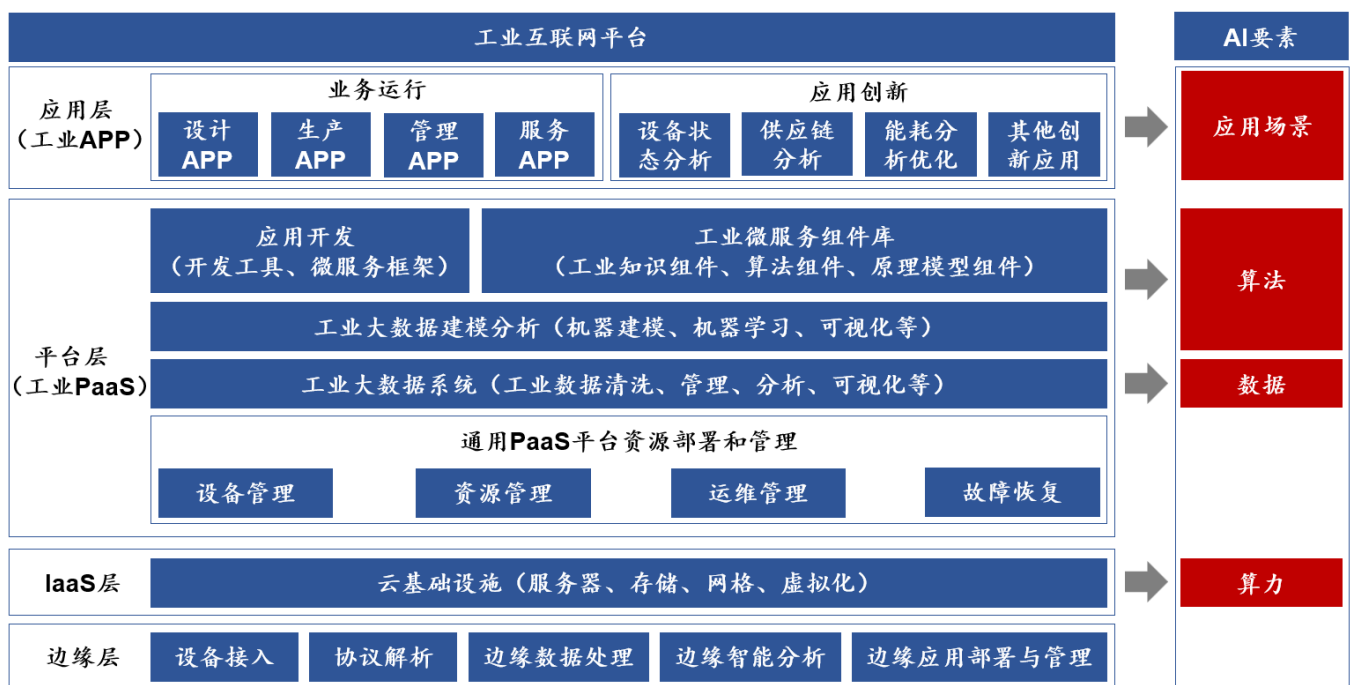 工业互联网平台
AI要素
应用层
（工业APP）
业务运行
设计
APP
生产
APP
管理
APP
服务
APP
应用创新
设备状
态分析
供应链
分析
能耗分
析优化
其他创
新应用
应用场景
平台层
（工业PaaS）
应用开发
（开发工具、微服务框架）
工业微服务组件库
（工业知识组件、算法组件、原理模型组件）
工业大数据建模分析（机器建模、机器学习、可视化等）
算法
工业大数据系统（工业数据清洗、管理、分析、可视化等）
数据
通用PaaS平台资源部署和管理
设备管理
资源管理
运维管理
故障恢复
IaaS层
云基础设施（服务器、存储、网格、虚拟化）
算力
边缘层
设备接入
协议解析
边缘数据处理
边缘智能分析
边缘应用部署与管理